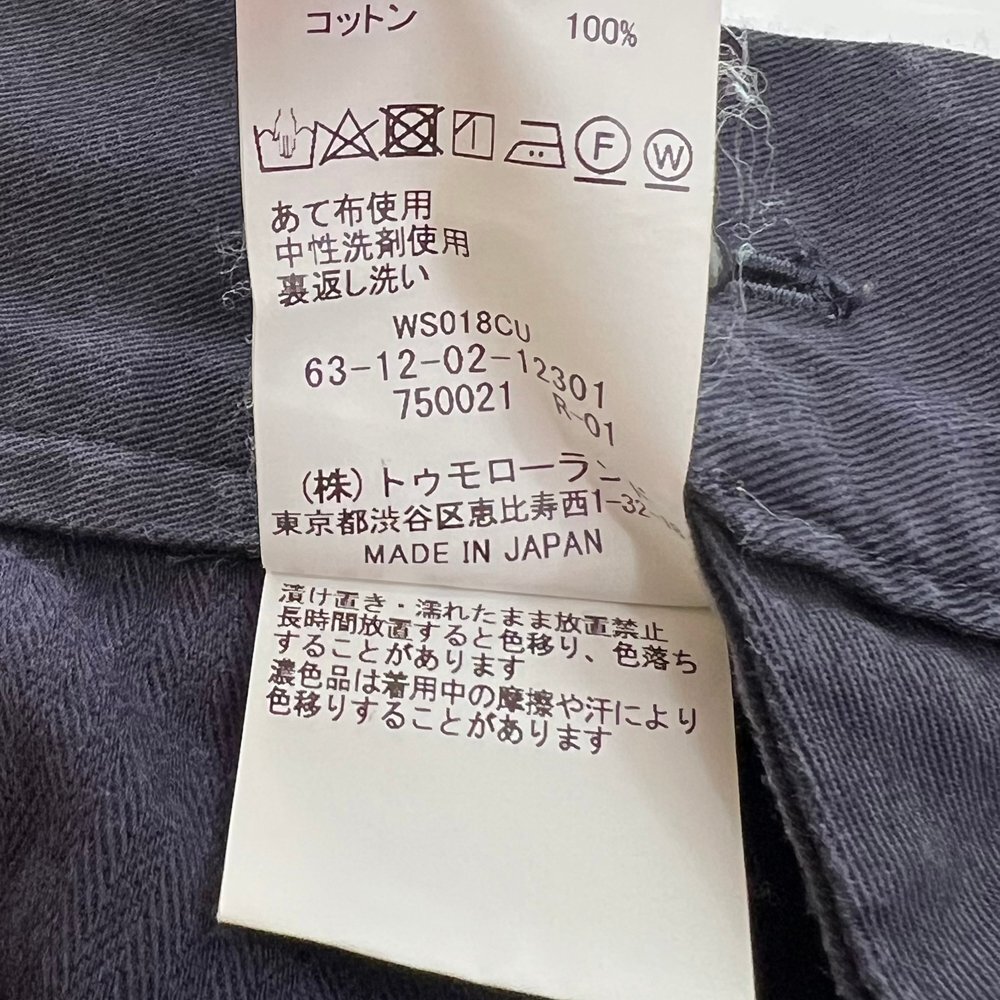 コットン 100%
F W
あて布使用
中性洗剤使用
裏返し洗い
WS018CU
63-12-02-12301
750021 R-01
(株)トゥモローラン
東京都渋谷区恵比寿西1-32-
MADE IN JAPAN
漬け置き・濡れたまま放置禁止
長時間放置すると色移り、色落ち
することがあります
濃色品は着用中の摩擦や汗により
色移りすることがあります